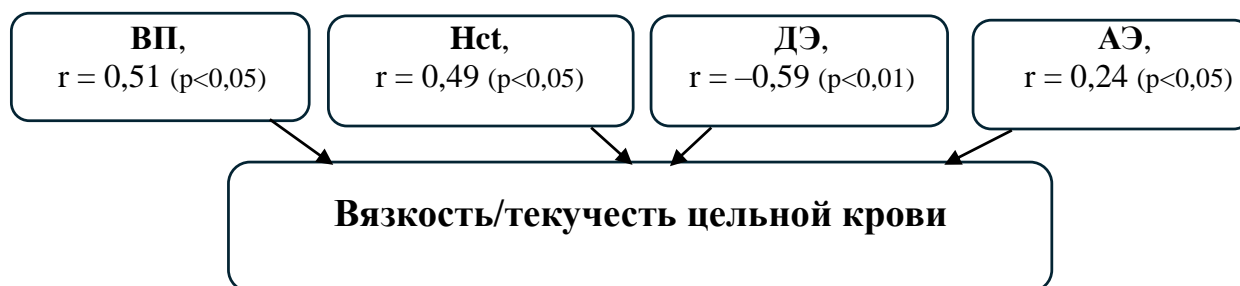 ВП,
r = 0,51 (p<0,05)
Hct,
r = 0,49 (p<0,05)
ДЭ,
r = –0,59 (p<0,01)
АЭ,
r = 0,24 (p<0,05)
Вязкость/текучесть цельной крови